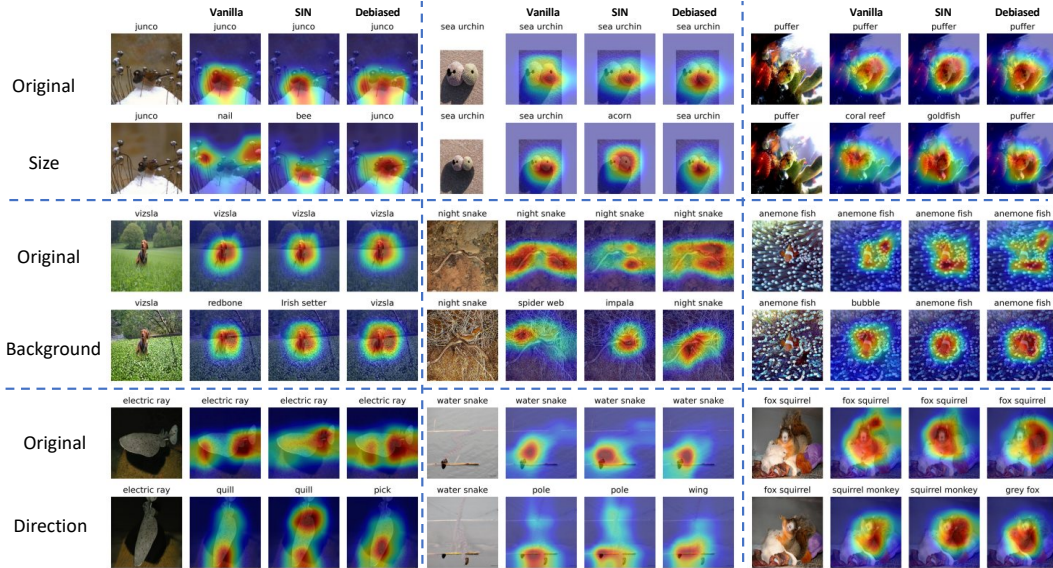 Vanilla SIN Debiased Vanilla SIN Debiased Vanilla SIN Debiased
junco junco junco junco sea urchin sea urchin sea urchin sea urchin puffer puffer puffer puffer
Original
junco nail bee junco sea urchin sea urchin acorn sea urchin puffer coral reef goldfish puffer
Size
vizsla vizsla vizsla vizsla night snake night snake night snake night snake anemone fish anemone fish anemone fish anemone fish
Original
vizsla redbone Irish setter vizsla night snake spider web impala night snake anemone fish bubble anemone fish anemone fish
Background
electric ray electric ray electric ray electric ray water snake water snake water snake water snake fox squirrel fox squirrel fox squirrel fox squirrel
Original
electric ray quill quill pick water snake pole pole wing fox squirrel squirrel monkey squirrel monkey grey fox
Direction